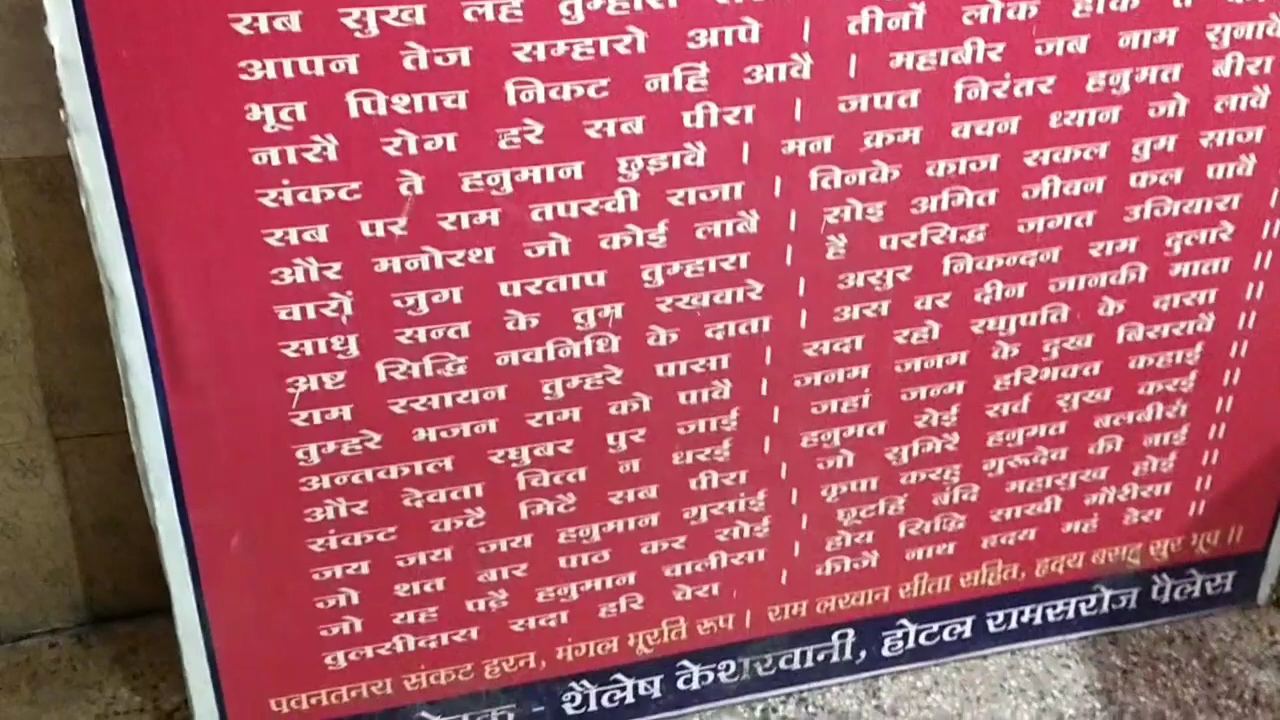 सब सुख लहै तुम्हारी
आपन तेज सम्हारो आपे । तीनों लोक हांक
भूत पिशाच निकट नहिं आवै । महाबीर जब नाम सुनावै
नासै रोग हरे सब पीरा । जपत निरंतर हनुमत बीरा
संकट ते हनुमान छुड़ावै । मन क्रम वचन ध्यान जो लावै
सब पर राम तपस्वी राजा । तिनके काज सकल तुम साज
और मनोरथ जो कोई लावै । सोइ अमित जीवन फल पावै
चारों जुग परताप तुम्हारा । है परसिद्ध जगत उजियारा ।
साधु सन्त के तुम रखवारे । असुर निकन्दन राम दुलारे ॥
अष्ट सिद्धि नवनिधि के दाता । अस वर दीन जानकी माता ॥
राम रसायन तुम्हरे पासा । सदा रहो रघुपति के दासा ॥
तुम्हरे भजन राम को पावै । जनम जनम के दुख बिसरावै ॥
अन्तकाल रघुबर पुर जाई । जहां जन्म हरिभक्त कहाई ॥
और देवता चित्त न धरई । हनुमत सेई सर्व सुख करई ॥
संकट कटै मिटै सब पीरा । जो सुमिरै हनुमत बलबीरा ॥
जय जय जय हनुमान गुसांई । कृपा करहु गुरूदेव की नाई ॥
जो शत बार पाठ कर सोई । छूटहिं बंदि महासुख होई ॥
जो यह पढ़ै हनुमान चालीसा । होय सिद्धि साखी गौरीसा ॥
तुलसीदास सदा हरि चेरा । कीजै नाथ हृदय महं डेरा ॥
पवनतनय संकट हरन, मंगल मूरति रूप । राम लखान सीता सहित, हृदय बसहु सुर भूप ॥
- शैलेष केशरवानी, होटल रामसरोज पैलेस